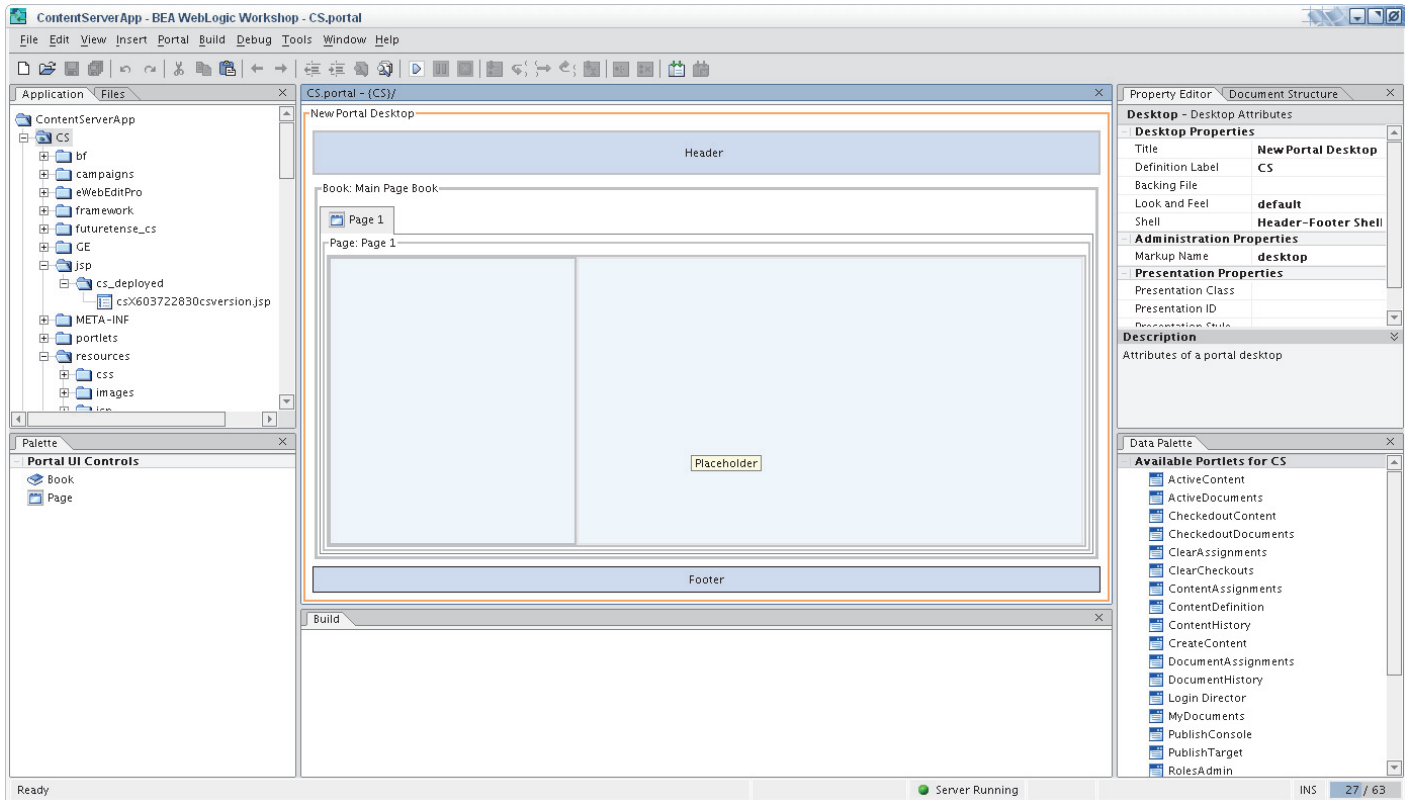 ContentServerApp - BEA WebLogic Workshop - CS.portal
File Edit View Insert Portal Build Debug Tools Window Help
Application Files
ContentServerApp
CS
bf
campaigns
eWebEditPro
framework
futuretense_cs
GE
jsp
cs_deployed
csX603722830csversion.jsp
META-INF
portlets
resources
css
images
jsp
Palette
Portal UI Controls
Book
Page
CS.portal - {CS}/
New Portal Desktop
Header
Book: Main Page Book
Page 1
Page: Page 1
Placeholder
Footer
Build
Property Editor Document Structure
Desktop - Desktop Attributes
Desktop Properties
Title New Portal Desktop
Definition Label CS
Backing File
Look and Feel default
Shell Header-Footer Shell
Administration Properties
Markup Name desktop
Presentation Properties
Presentation Class
Presentation ID
Presentation Style
Description
Attributes of a portal desktop
Data Palette
Available Portlets for CS
ActiveContent
ActiveDocuments
CheckedoutContent
CheckedoutDocuments
ClearAssignments
ClearCheckouts
ContentAssignments
ContentDefinition
ContentHistory
CreateContent
DocumentAssignments
DocumentHistory
Login Director
MyDocuments
PublishConsole
PublishTarget
RolesAdmin
Ready
Server Running
INS 27 / 63